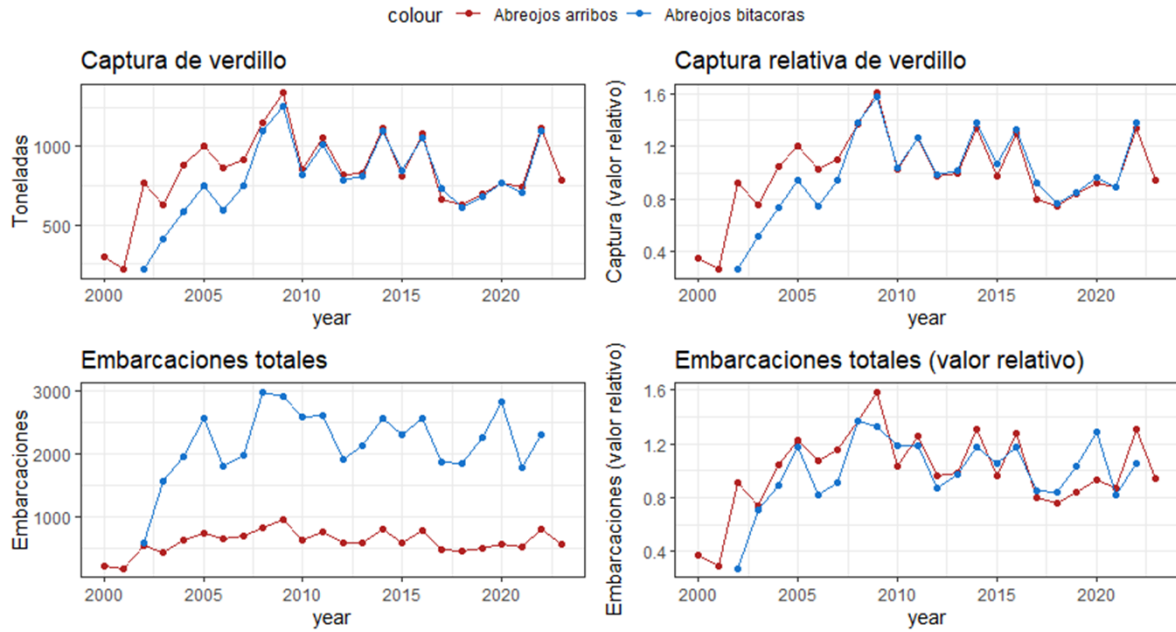 colour Abreojos arribos Abreojos bitacoras
Captura de verdillo
Toneladas
1000
500
2000 2005 2010 2015 2020
year
Captura relativa de verdillo
Captura (valor relativo)
1.6
1.2
0.8
0.4
2000 2005 2010 2015 2020
year
Embarcaciones totales
Embarcaciones
3000
2000
1000
2000 2005 2010 2015 2020
year
Embarcaciones totales (valor relativo)
Embarcaciones (valor relativo)
1.6
1.2
0.8
0.4
2000 2005 2010 2015 2020
year